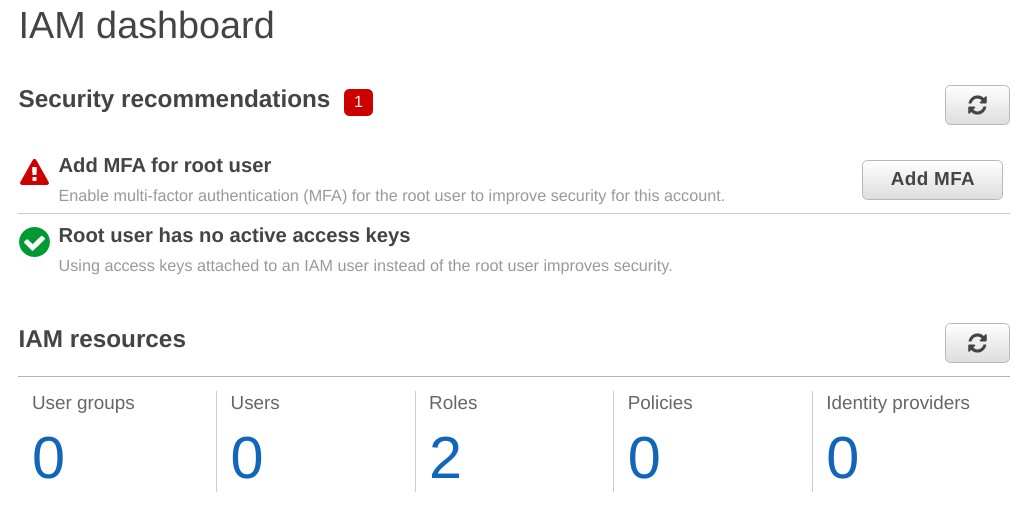 IAM dashboard
Security recommendations 1
Add MFA for root user
Enable multi-factor authentication (MFA) for the root user to improve security for this account.
Add MFA
Root user has no active access keys
Using access keys attached to an IAM user instead of the root user improves security.
IAM resources
User groups Users Roles Policies Identity providers
0 0 2 0 0